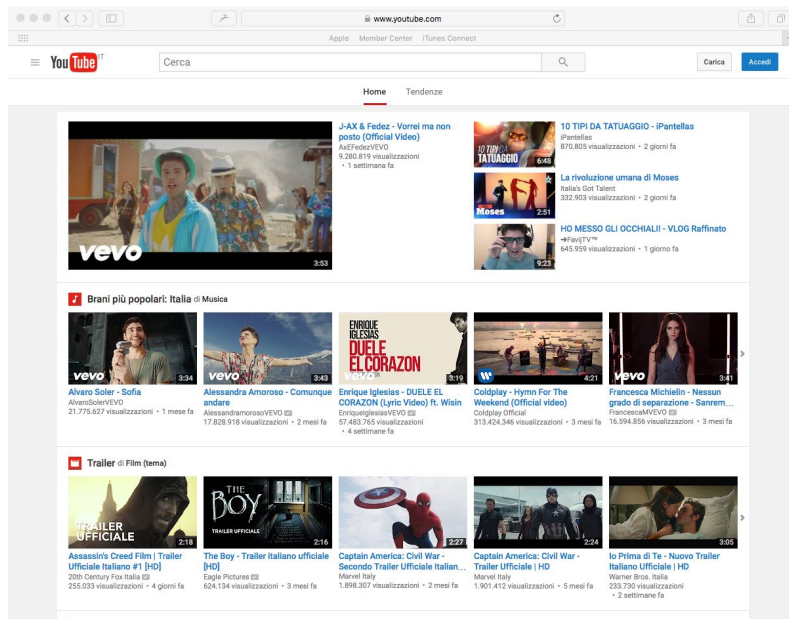 www.youtube.com
Apple Member Center iTunes Connect
YouTube IT
Cerca
Carica
Accedi
Home Tendenze
vevo
3:53
J-AX & Fedez - Vorrei ma non
posto (Official Video)
AxEFedezVEVO
9.280.819 visualizzazioni
• 1 settimana fa
10 TIPI DA
TATUAGGIO
6:48
10 TIPI DA TATUAGGIO - iPantellas
iPantellas
870.805 visualizzazioni • 2 giorni fa
Moses
2:51
La rivoluzione umana di Moses
Italia's Got Talent
332.903 visualizzazioni • 2 giorni fa
9:23
HO MESSO GLI OCCHIALI! - VLOG Raffinato
➔FavijTV™
645.959 visualizzazioni • 1 giorno fa
Brani più popolari: Italia di Musica
vevo
3:34
Alvaro Soler - Sofia
AlvaroSolerVEVO
21.775.627 visualizzazioni • 1 mese fa
vevo
3:43
Alessandra Amoroso - Comunque
andare
AlessandramorosoVEVO
17.828.918 visualizzazioni • 2 mesi fa
ENRIQUE
IGLESIAS
DUELE
EL CORAZON
3:19
Enrique Iglesias - DUELE EL
CORAZON (Lyric Video) ft. Wisin
EnriqueIglesiasVEVO
57.483.765 visualizzazioni
• 4 settimane fa
4:21
Coldplay - Hymn For The
Weekend (Official video)
Coldplay Official
313.424.346 visualizzazioni • 3 mesi fa
vevo
3:41
Francesca Michielin - Nessun
grado di separazione - Sanrem...
FrancescaMVEVO
16.594.856 visualizzazioni • 3 mesi fa
Trailer di Film (tema)
TRAILER
UFFICIALE
2:18
Assassin's Creed Film | Trailer
Ufficiale Italiano #1 [HD]
20th Century Fox Italia
255.033 visualizzazioni • 4 giorni fa
THE
BOY
TRAILER UFFICIALE
2:16
The Boy - Trailer italiano ufficiale
[HD]
Eagle Pictures
624.134 visualizzazioni • 3 mesi fa
2:27
Captain America: Civil War -
Secondo Trailer Ufficiale Italian...
Marvel Italy
1.898.307 visualizzazioni • 2 mesi fa
2:24
Captain America: Civil War -
Trailer Ufficiale | HD
Marvel Italy
1.901.412 visualizzazioni • 5 mesi fa
3:05
Io Prima di Te - Nuovo Trailer
Italiano Ufficiale | HD
Warner Bros. Italia
233.730 visualizzazioni
• 2 settimane fa